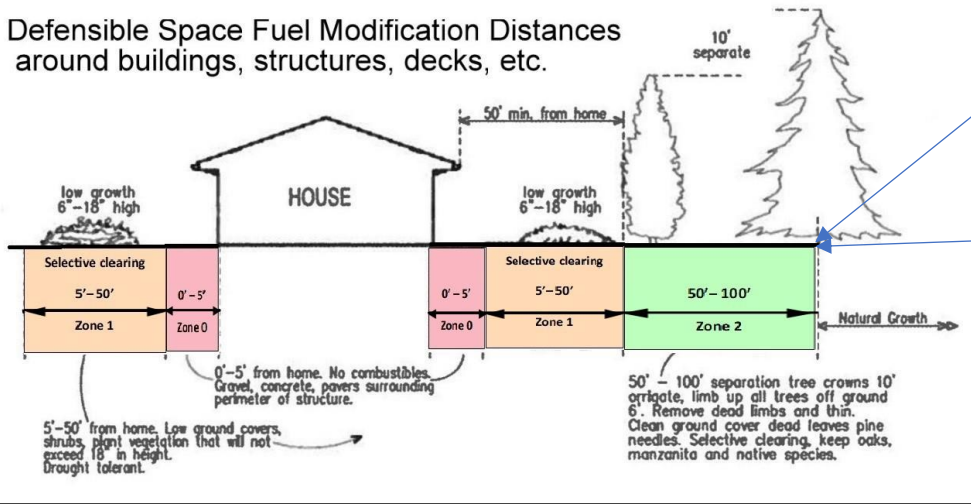 Defensible Space Fuel Modification Distances
around buildings, structures, decks, etc.
10'
separate
50' min. from home
low growth
6"-18" high
HOUSE
low growth
6"-18" high
Selective clearing
5'-50'
Zone 1
0'-5'
Zone 0
0'-5'
Zone 0
Selective clearing
5'-50'
Zone 1
50'-100'
Zone 2
Natural Growth
0'-5' from home. No combustibles.
Gravel, concrete, pavers surrounding
perimeter of structure.
5'-50' from home. Low ground covers,
shrubs, plant vegetation that will not
exceed 18" in height.
Drought tolerant.
50' - 100' separation tree crowns 10'
orrigate, limb up all trees off ground
6'. Remove dead limbs and thin.
Clean ground cover dead leaves pine
needles. Selective clearing, keep oaks,
manzanita and native species.